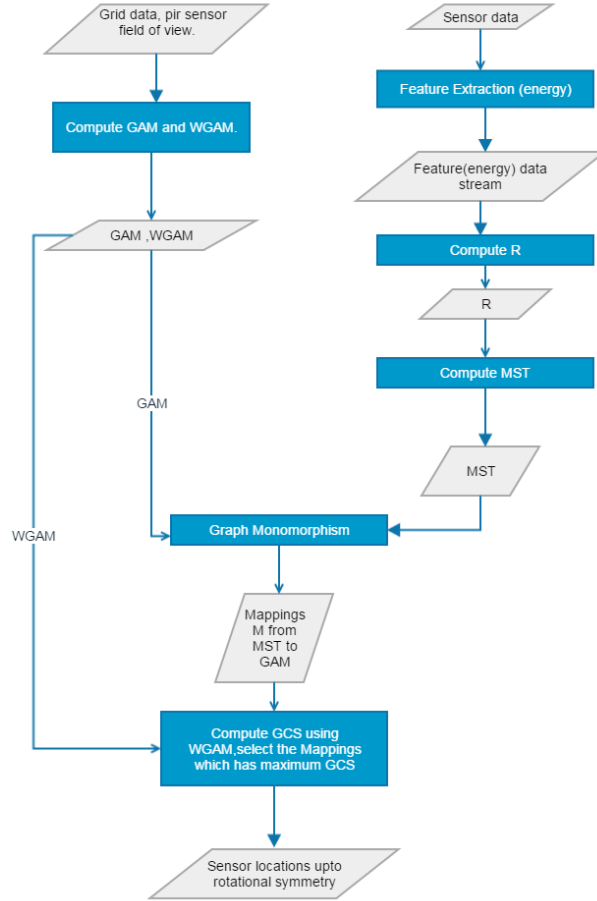 Grid data, pir sensor
field of view.
Compute GAM and WGAM.
GAM ,WGAM
GAM
WGAM
Sensor data
Feature Extraction (energy)
Feature(energy) data
stream
Compute R
R
Compute MST
MST
Graph Monomorphism
Mappings
M from
MST to
GAM
Compute GCS using
WGAM,select the Mappings
which has maximum GCS
Sensor locations upto
rotational symmetry